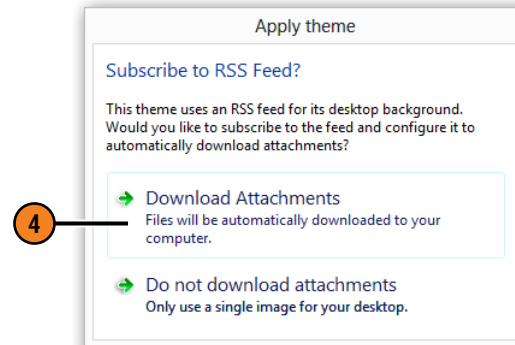 Apply theme
Subscribe to RSS Feed?
This theme uses an RSS feed for its desktop background.
Would you like to subscribe to the feed and configure it to
automatically download attachments?
Download Attachments
Files will be automatically downloaded to your
computer.
4
Do not download attachments
Only use a single image for your desktop.